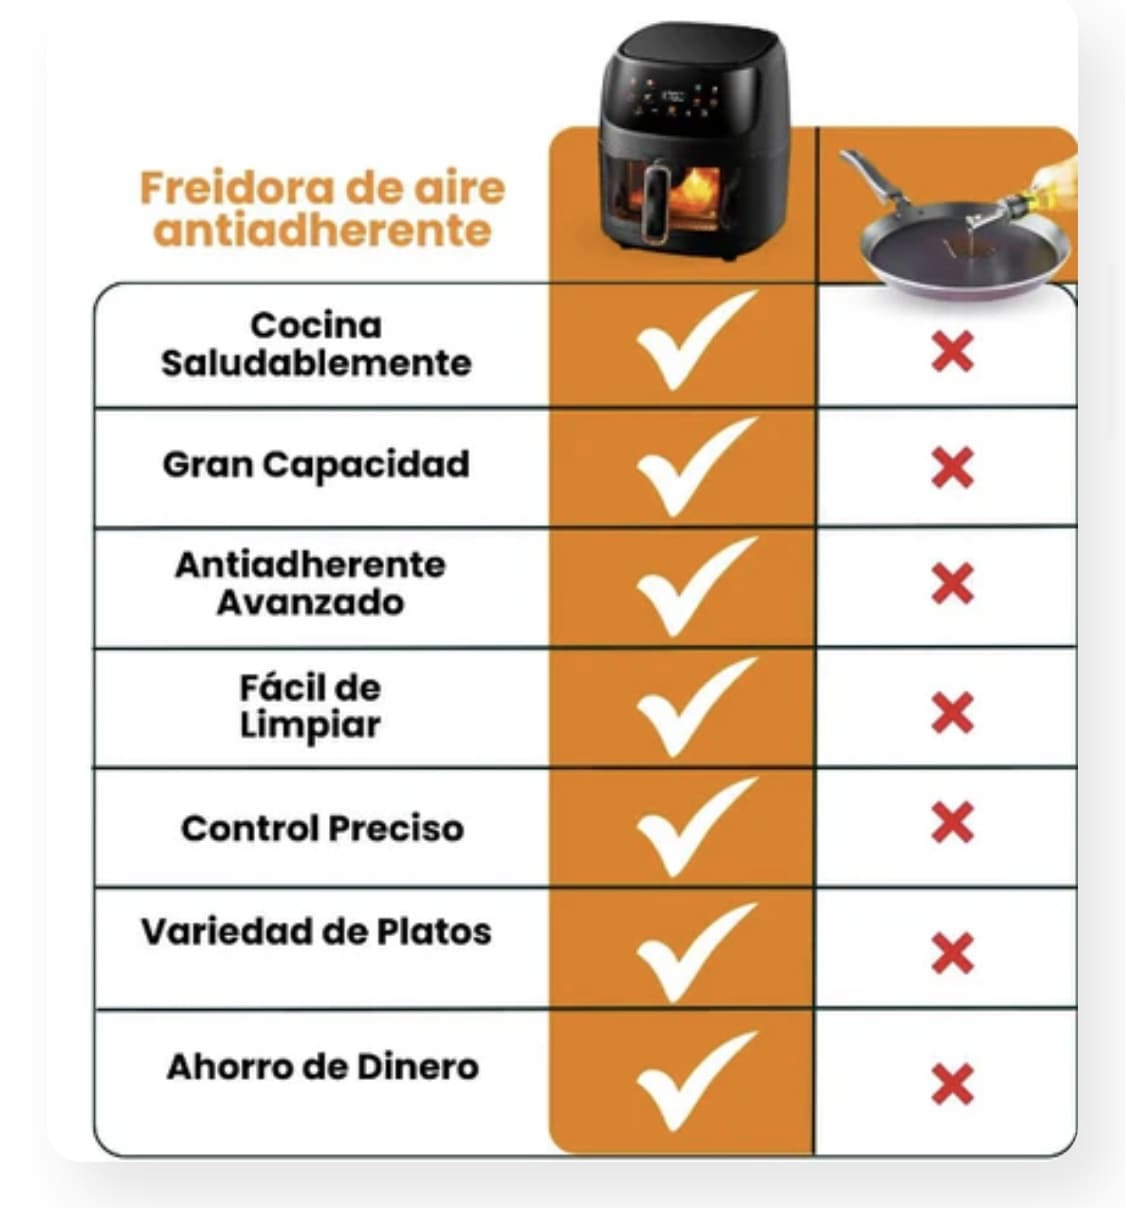 Freidora de aire
antiadherente
Cocina
Saludablemente
Gran Capacidad
Antiadherente
Avanzado
Fácil de
Limpiar
Control Preciso
Variedad de Platos
Ahorro de Dinero